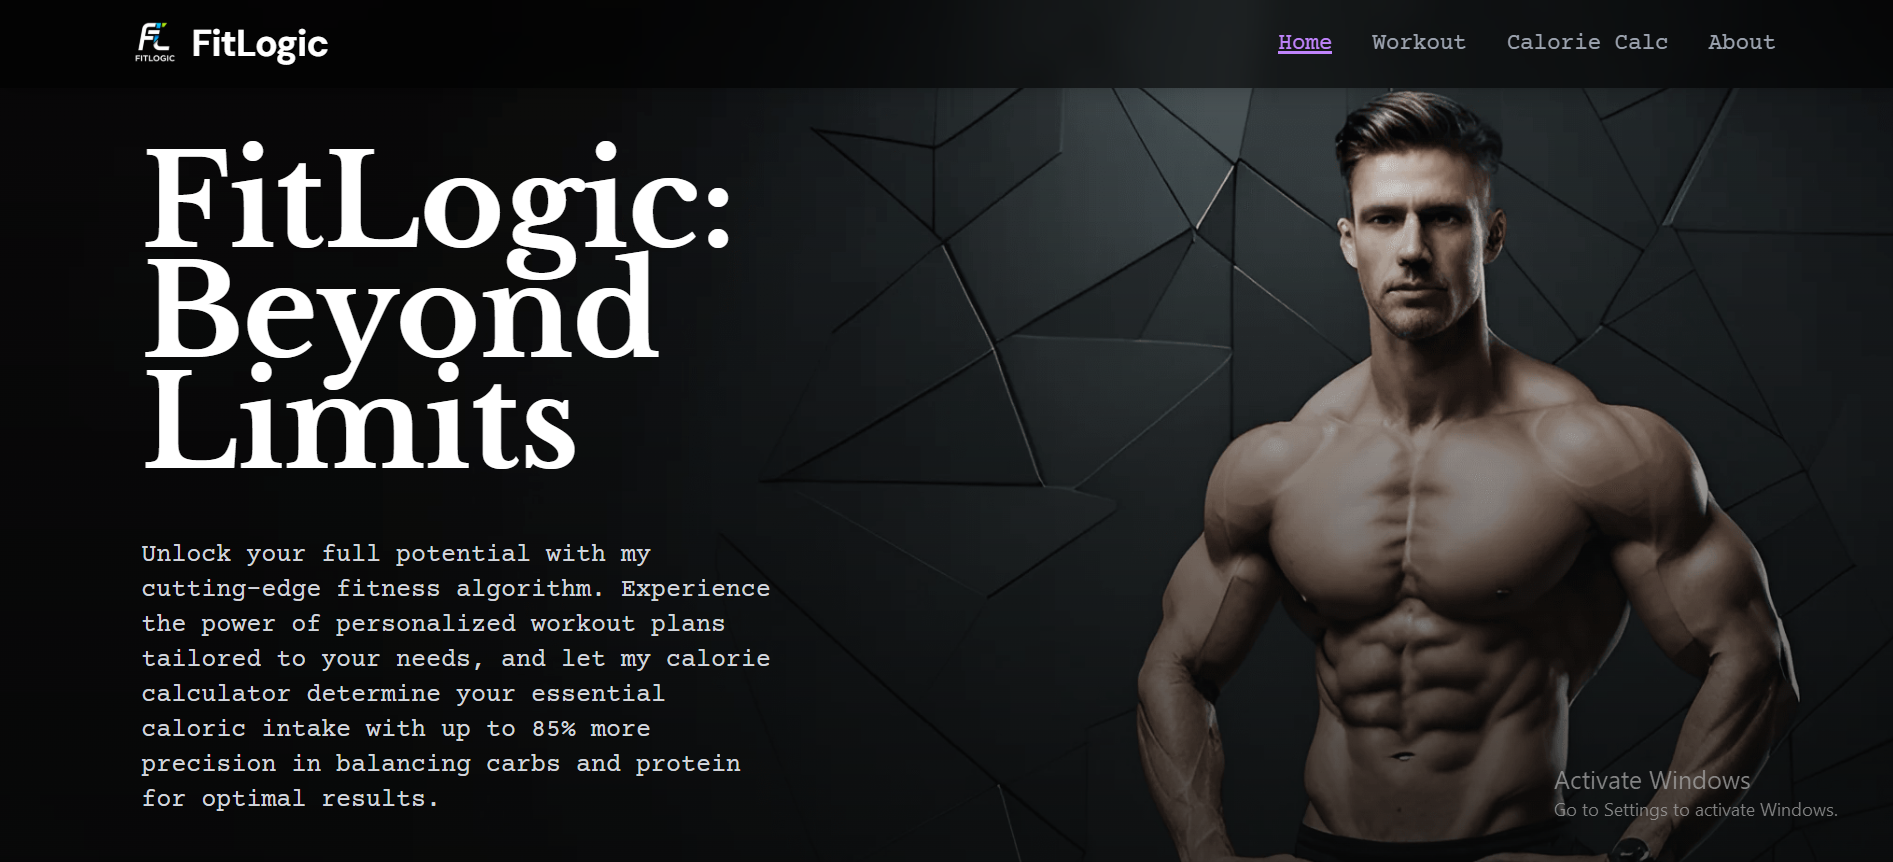 FITLOGIC
FitLogic
Home
Workout
Calorie Calc
About
FitLogic:
Beyond
Limits
Unlock your full potential with my
cutting-edge fitness algorithm. Experience
the power of personalized workout plans
tailored to your needs, and let my calorie
calculator determine your essential
caloric intake with up to 85% more
precision in balancing carbs and protein
for optimal results.
Activate Windows
Go to Settings to activate Windows.